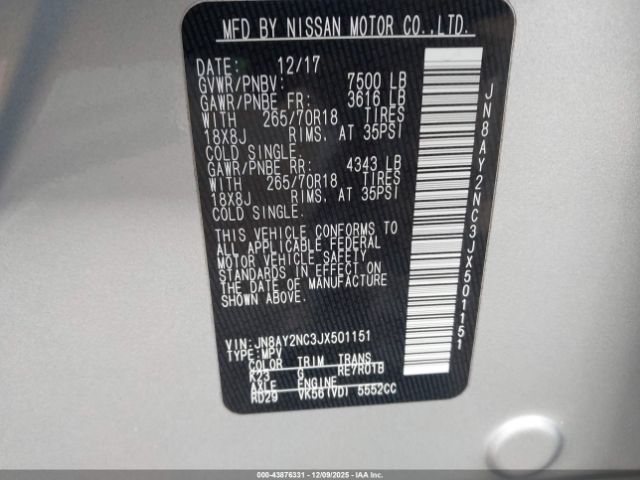 MFD BY NISSAN MOTOR CO.,LTD.
DATE: 12/17
GVWR/PNBV: 7500 LB
GAWR/PNBE FR: 3616 LB
WITH 265/70R18 TIRES
18X8J RIMS, AT 35PSI
COLD SINGLE.
GAWR/PNBE RR: 4343 LB
WITH 265/70R18 TIRES
18X8J RIMS, AT 35PSI
COLD SINGLE.
THIS VEHICLE CONFORMS TO
ALL APPLICABLE FEDERAL
MOTOR VEHICLE SAFETY
STANDARDS IN EFFECT ON
THE DATE OF MANUFACTURE
SHOWN ABOVE.
VIN: JN8AY2NC3JX501151
TYPE: MPV
COLOR TRIM TRANS
K23 G RE7R01B
AXLE ENGINE
RD29 VK56(VD) 5552CC
JN8AY2NC3JX501151
000-43876331 - 12/09/2025 - IAA Inc.